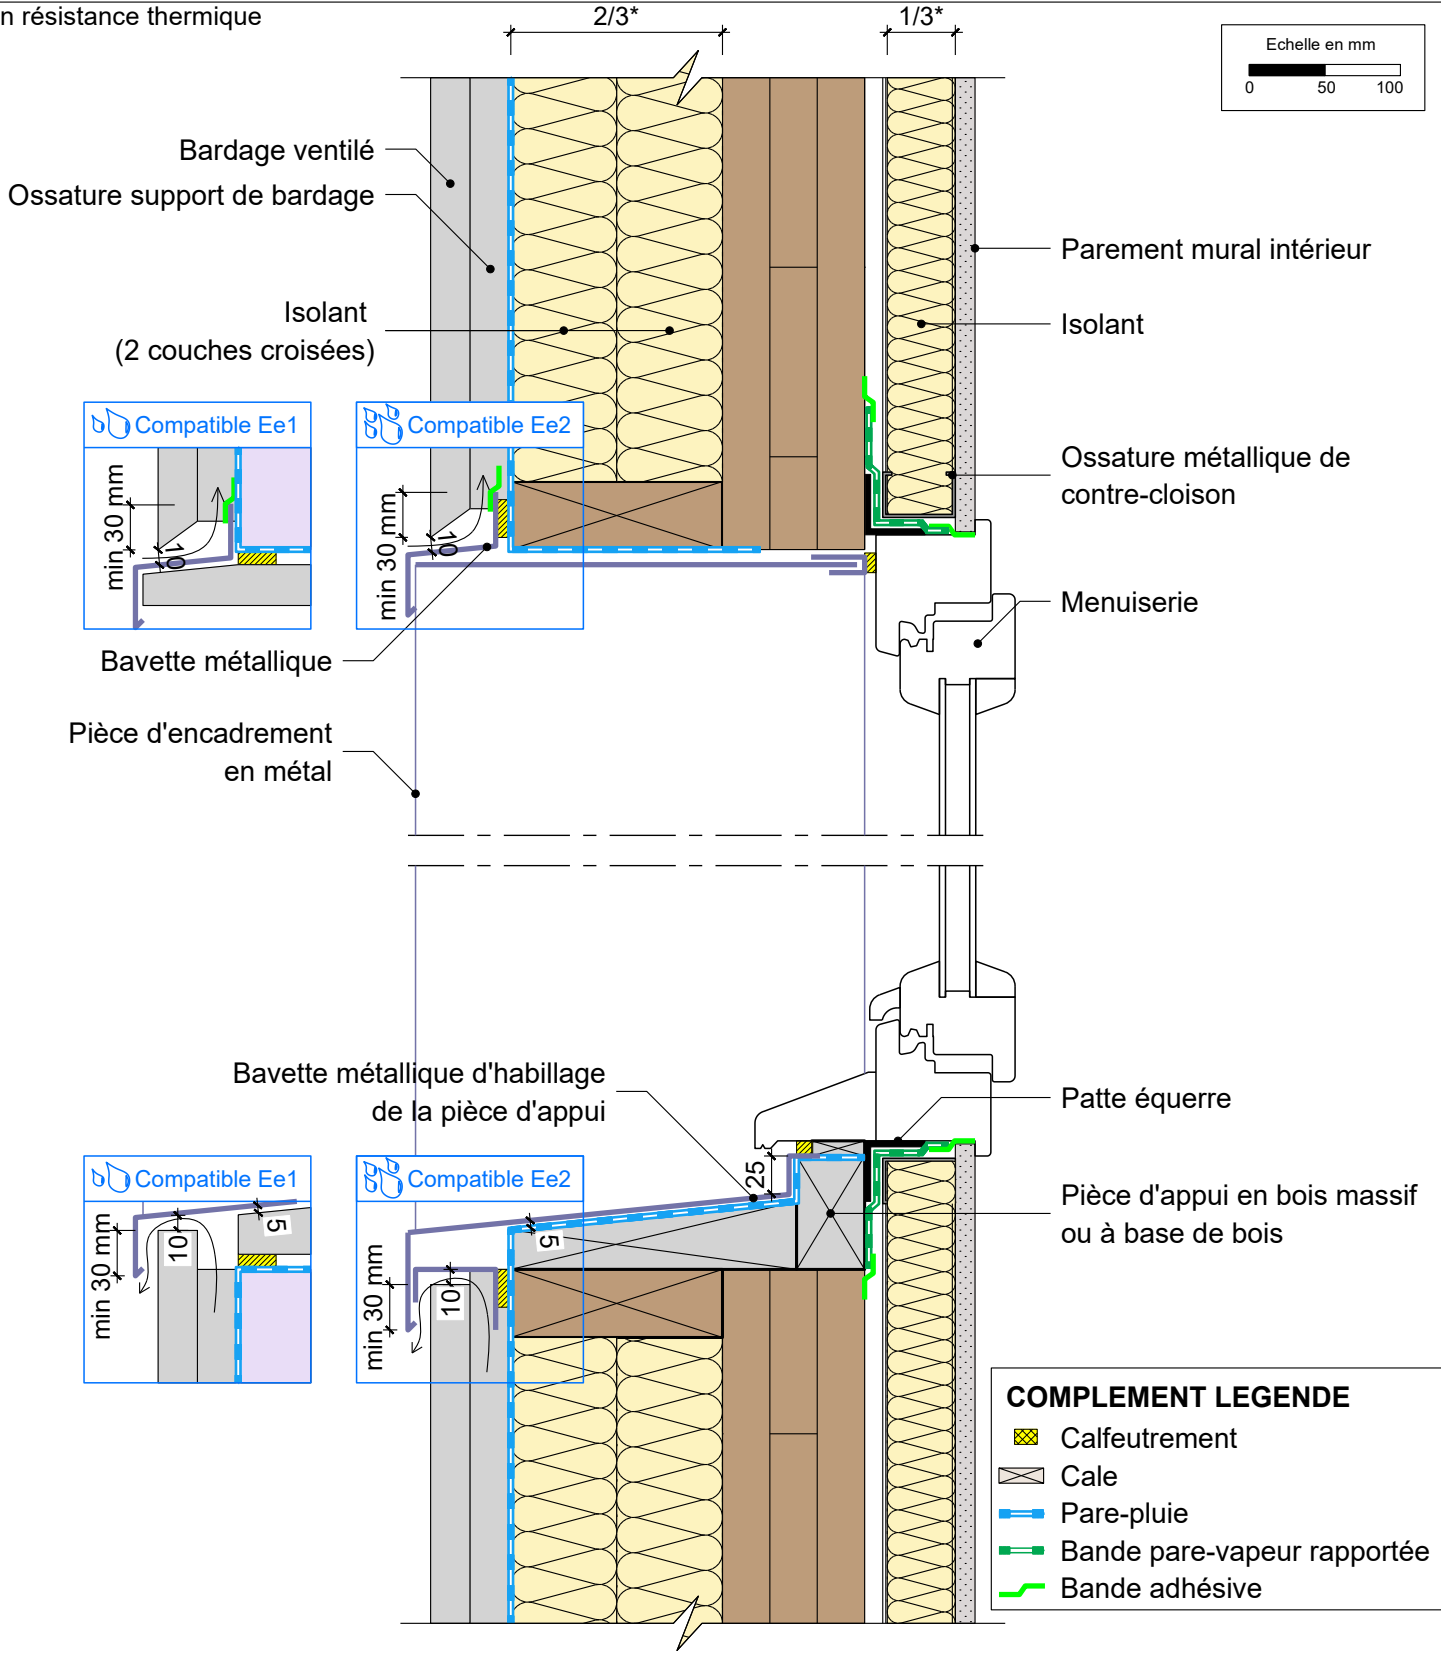 n résistance thermique
2/3*
1/3*
Echelle en mm
0 50 100
Bardage ventilé
Ossature support de bardage
Isolant
(2 couches croisées)
Parement mural intérieur
Isolant
Compatible Ee1
min 30 mm
10
Compatible Ee2
min 30 mm
10
Ossature métallique de
contre-cloison
Menuiserie
Bavette métallique
Pièce d'encadrement
en métal
Bavette métallique d'habillage
de la pièce d'appui
Patte équerre
Compatible Ee1
min 30 mm
10
5
Compatible Ee2
min 30 mm
10
5
25
Pièce d'appui en bois massif
ou à base de bois
COMPLEMENT LEGENDE
Calfeutrement
Cale
Pare-pluie
Bande pare-vapeur rapportée
Bande adhésive